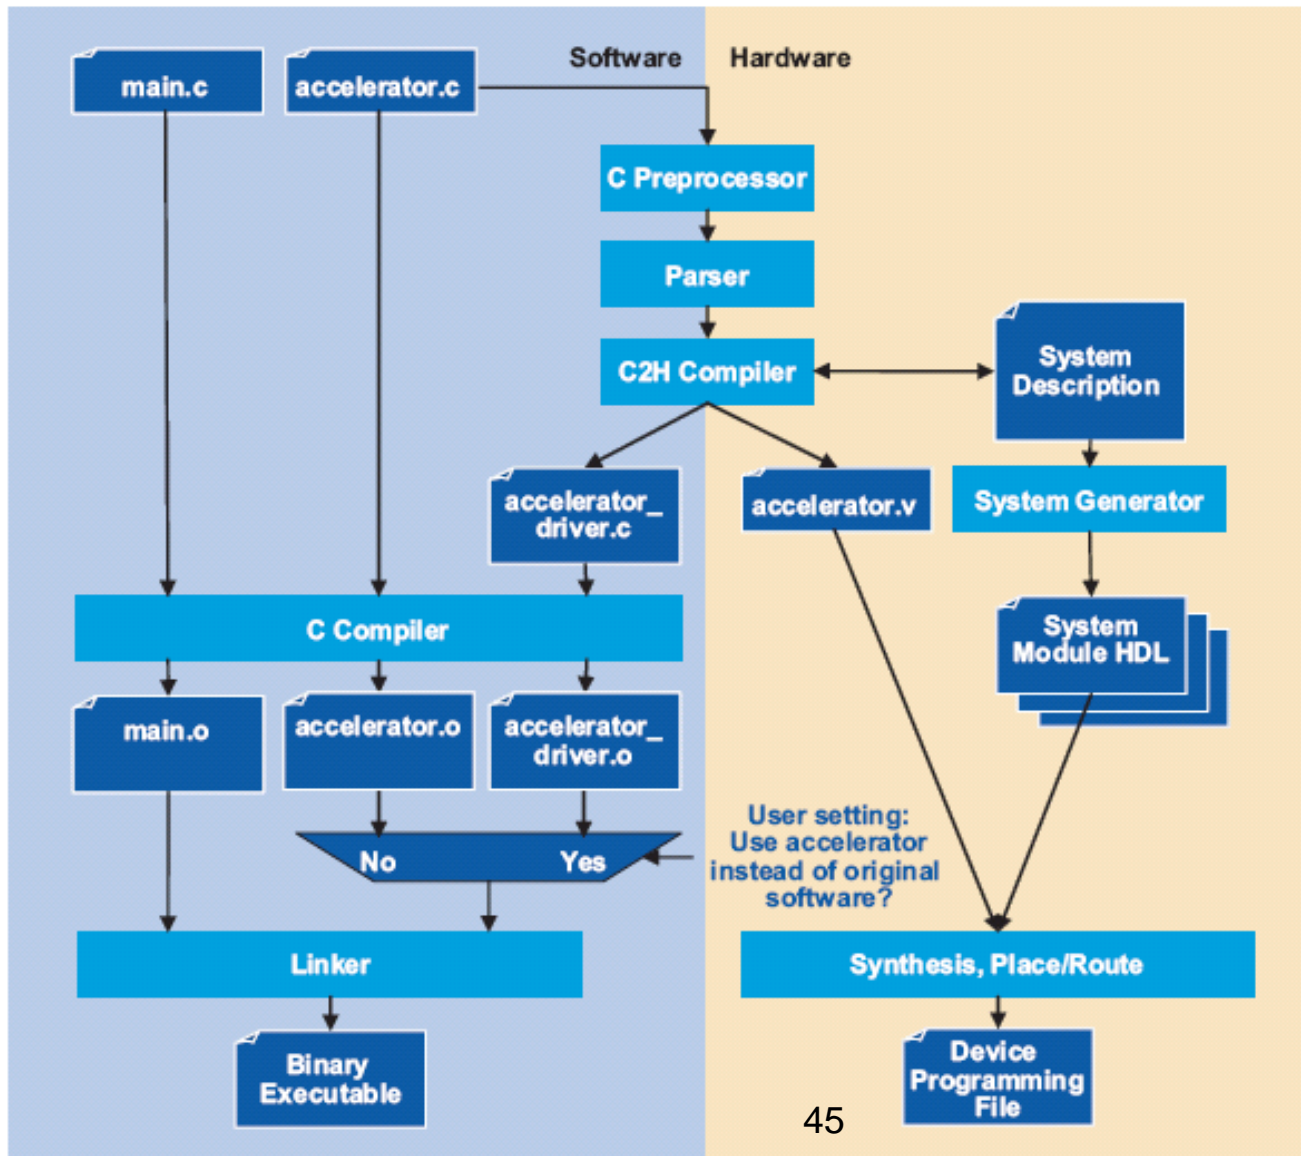 Software
Hardware
main.c
accelerator.c
C Preprocessor
Parser
C2H Compiler
System
Description
accelerator_
driver.c
accelerator.v
System Generator
C Compiler
System
Module HDL
main.o
accelerator.o
accelerator_
driver.o
No
Yes
User setting:
Use accelerator
instead of original
software?
Linker
Synthesis, Place/Route
Binary
Executable
Device
Programming
File
45